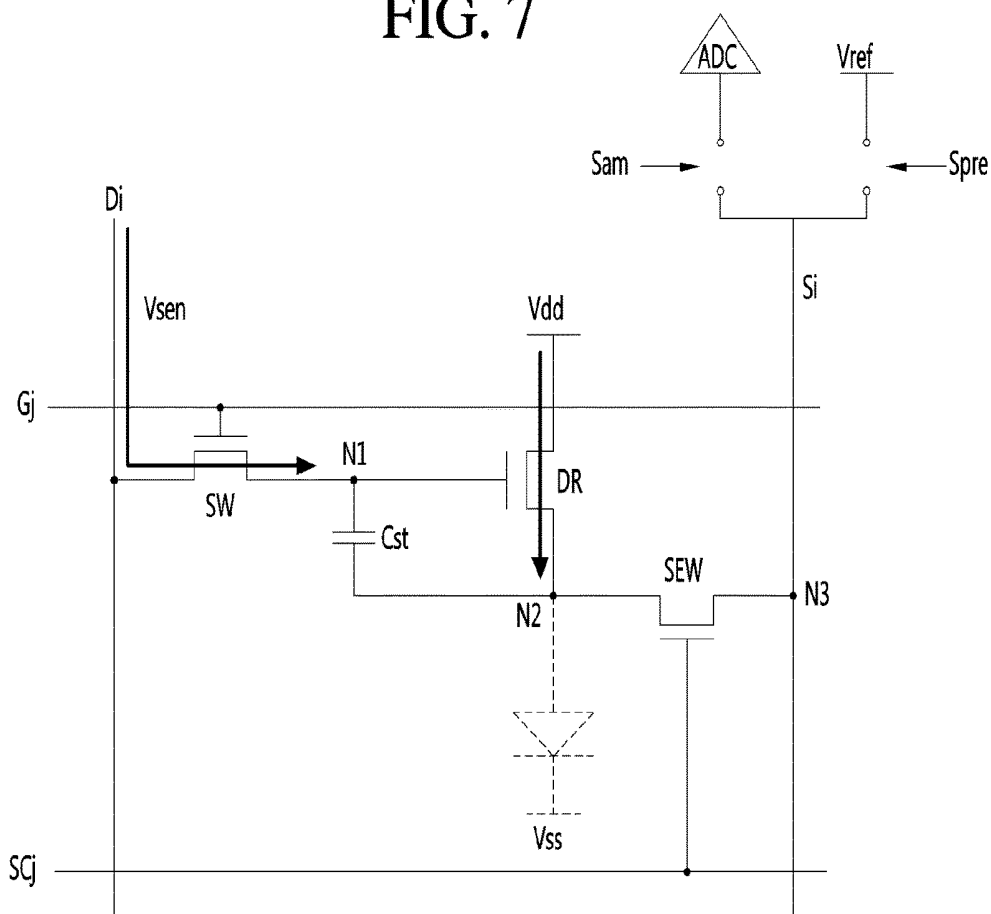 FIG. 7
ADC
Vref
Sam
Spre
Di
Si
Vsen
Vdd
Gj
N1
DR
SW
Cst
SEW
N2
N3
Vss
SCj